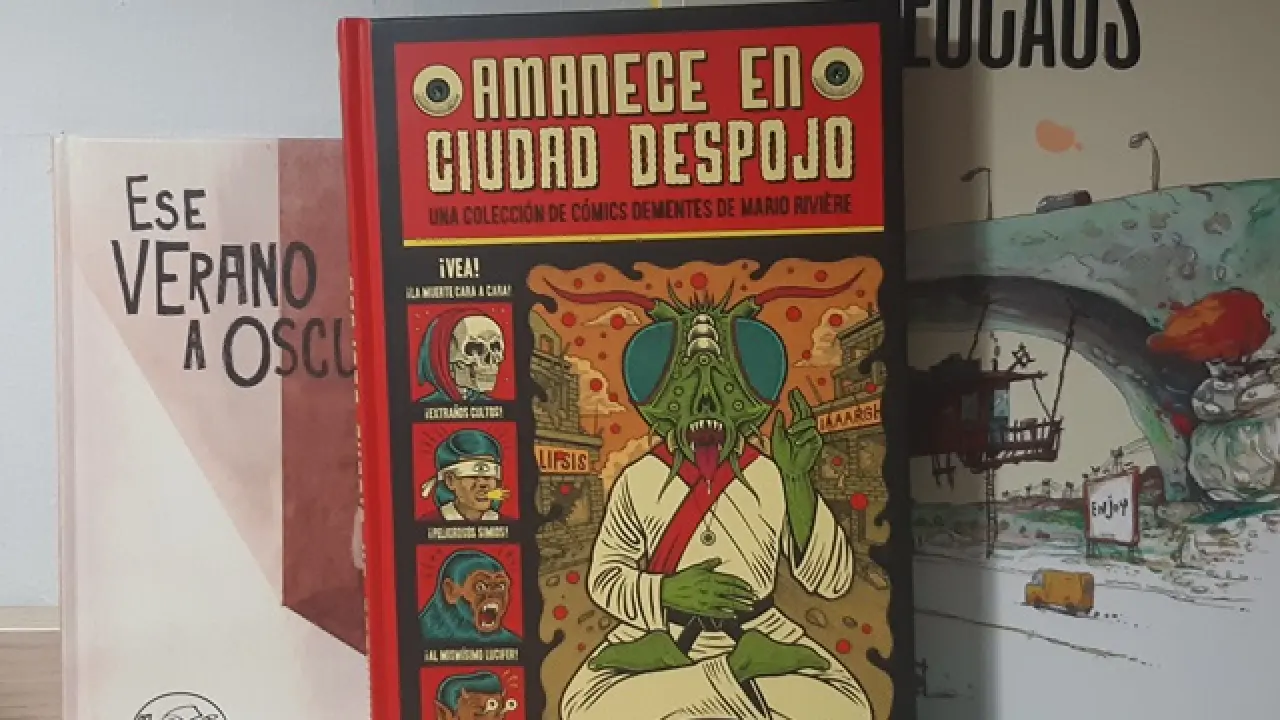 ESE
VERANO
A OSCU
AMANECE EN
CIUDAD DESPOJO
UNA COLECCIÓN DE CÓMICS DEMENTES DE MARIO RIVIÈRE
¡VEA!
¡LA MUERTE CARA A CARA!
¡EXTRAÑOS CULTOS!
¡PELIGROSOS SIMIOS!
¡AL MISMÍSIMO LUCIFER!
LIPSIS
¡AAARGH
EOCAOS
Enjoy